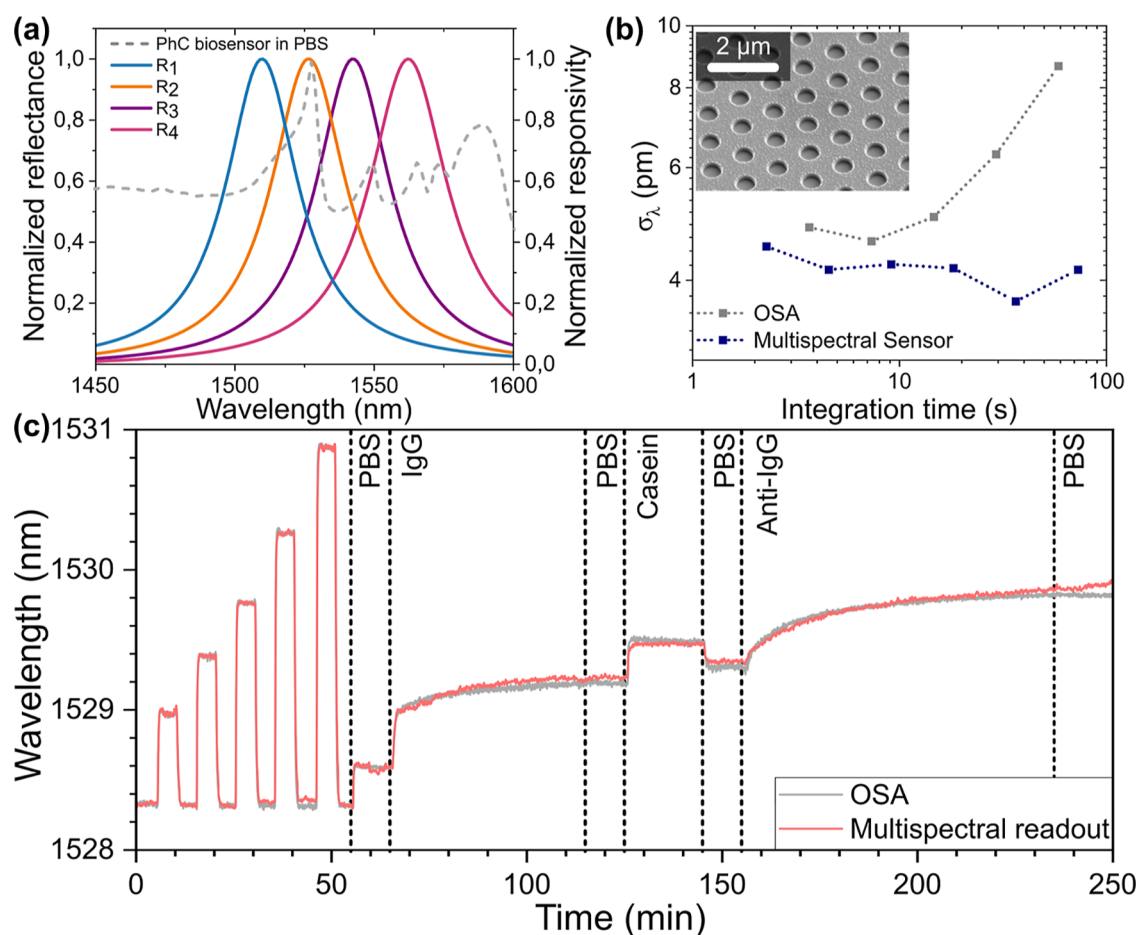 (a)
PhC biosensor in PBS
R1
R2
R3
R4
Normalized reflectance
1,0
0,8
0,6
0,4
0,2
1,0
0,8
0,6
0,4
0,2
0,0
Normalized responsivity
1450
1500
1550
1600
Wavelength (nm)
(b)
2 µm
σλ (pm)
10
8
6
4
OSA
Multispectral Sensor
1
10
100
Integration time (s)
(c)
PBS
IgG
PBS
Casein
PBS
Anti-IgG
PBS
Wavelength (nm)
1531
1530
1529
1528
OSA
Multispectral readout
0
50
100
150
200
250
Time (min)